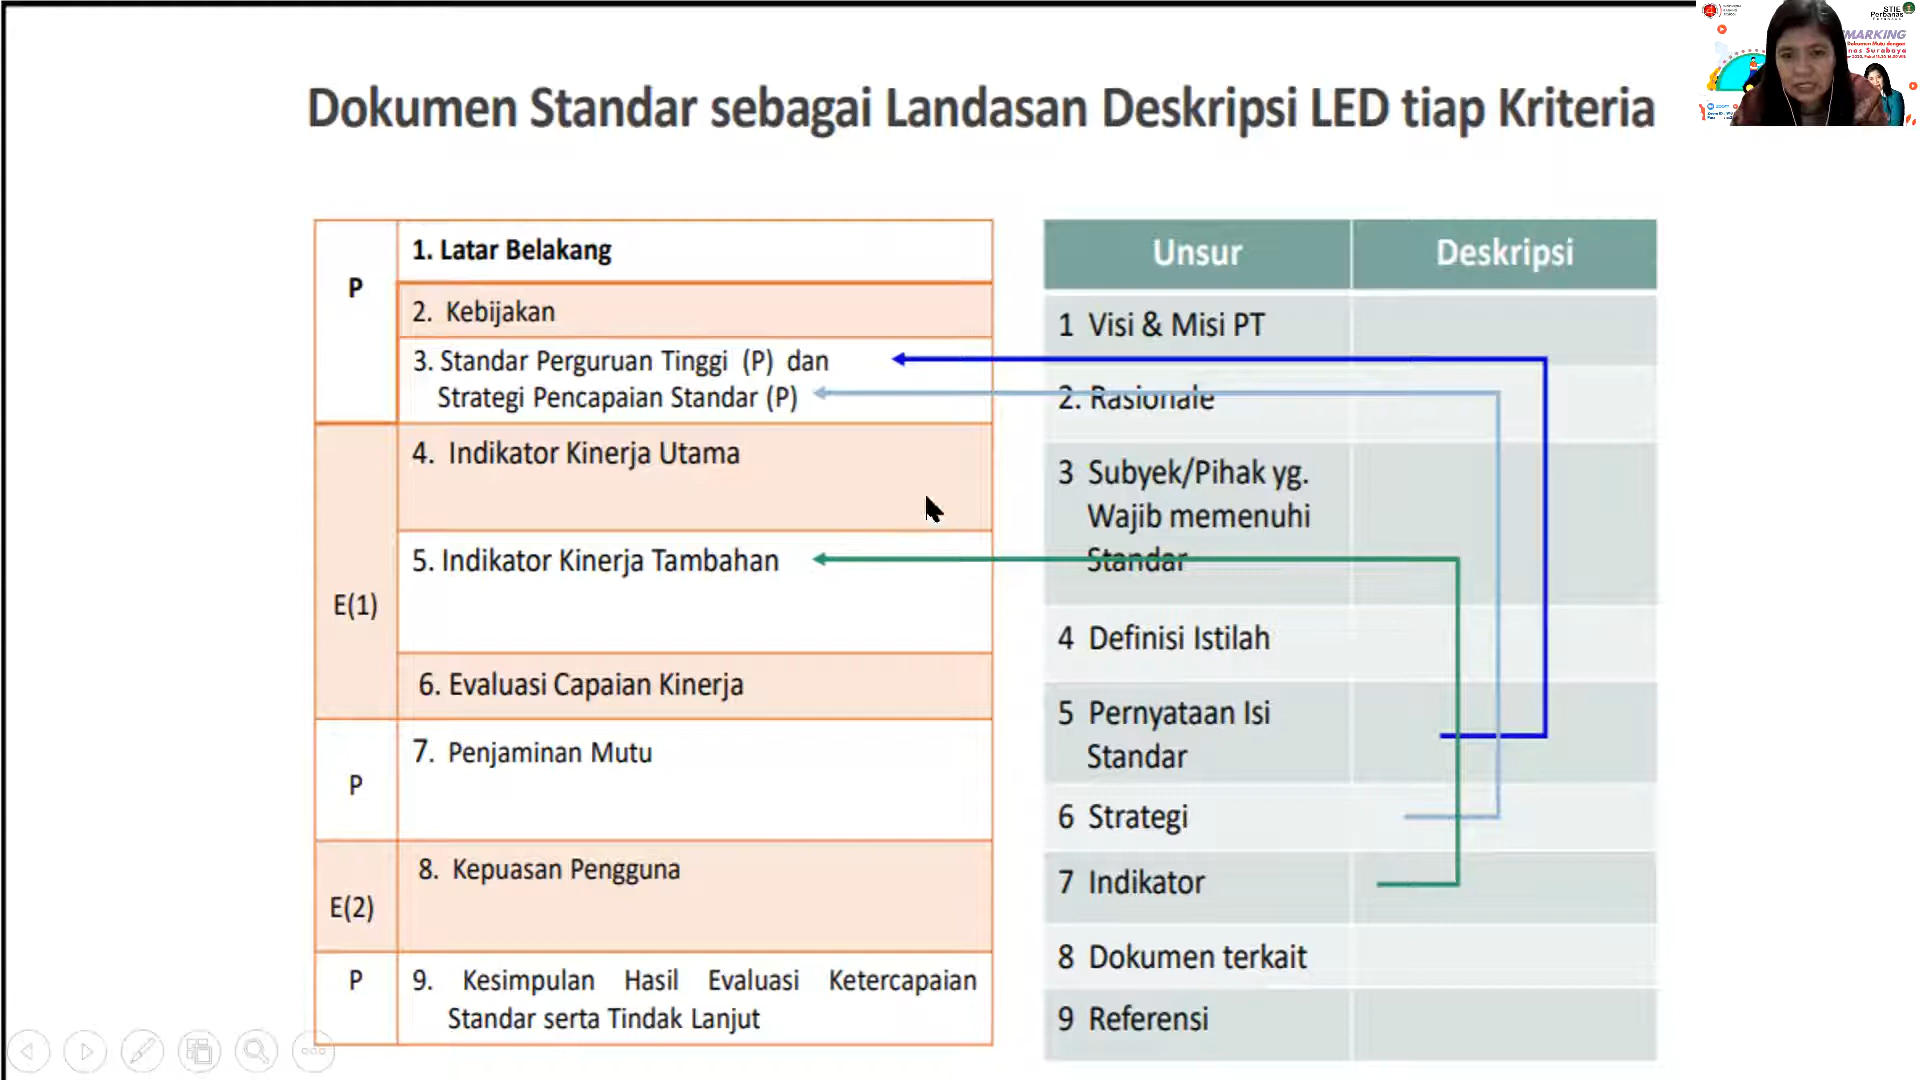 Dokumen Standar sebagai Landasan Deskripsi LED tiap Kriteria
P
1. Latar Belakang
2. Kebijakan
3. Standar Perguruan Tinggi (P) dan
Strategi Pencapaian Standar (P)
E(1)
4. Indikator Kinerja Utama
5. Indikator Kinerja Tambahan
6. Evaluasi Capaian Kinerja
P
7. Penjaminan Mutu
E(2)
8. Kepuasan Pengguna
P
9. Kesimpulan Hasil Evaluasi Ketercapaian
Standar serta Tindak Lanjut
Unsur Deskripsi
1 Visi & Misi PT
2. Rasionale
3 Subyek/Pihak yg.
Wajib memenuhi
Standar
4 Definisi Istilah
5 Pernyataan Isi
Standar
6 Strategi
7 Indikator
8 Dokumen terkait
9 Referensi
STIE
Perbanas
MARKING